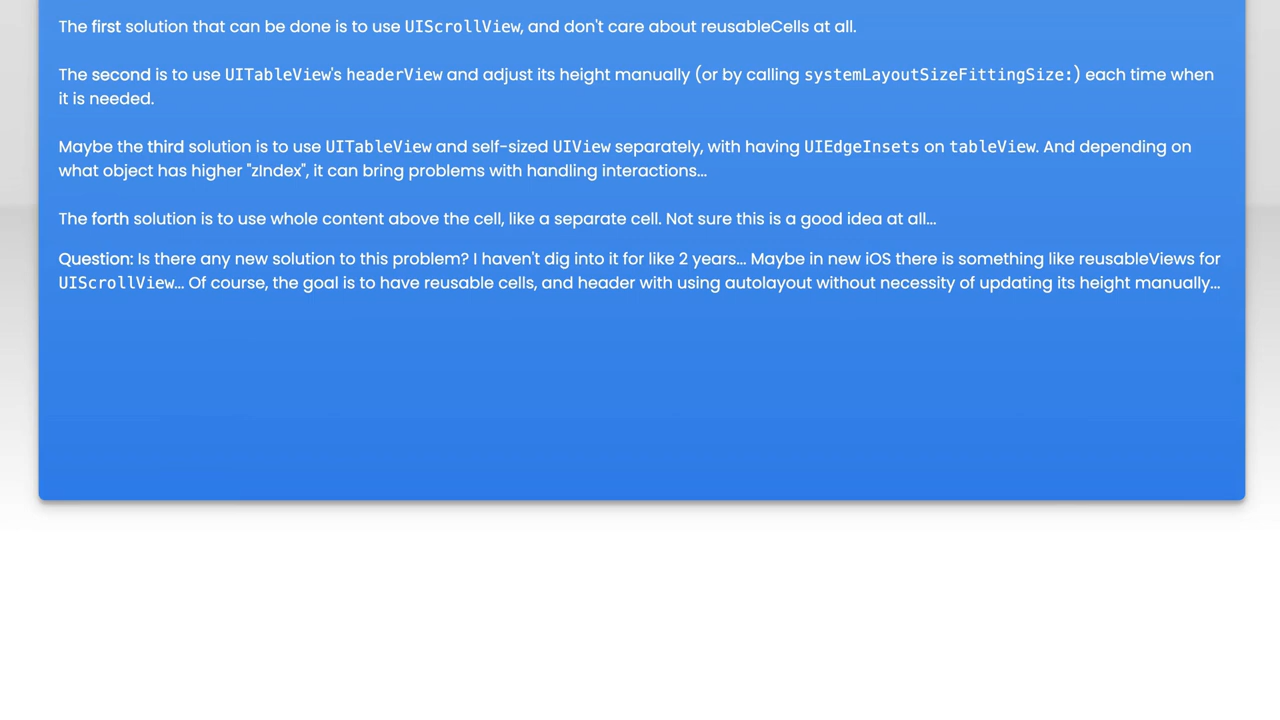 The first solution that can be done is to use UIScrollView, and don't care about reusableCells at all.
The second is to use UITableView's headerView and adjust its height manually (or by calling systemLayoutSizeFittingSize:) each time when
it is needed.
Maybe the third solution is to use UITableView and self-sized UIView separately, with having UIEdgeInsets on tableView. And depending on
what object has higher "zIndex", it can bring problems with handling interactions...
The forth solution is to use whole content above the cell, like a separate cell. Not sure this is a good idea at all...
Question: Is there any new solution to this problem? I haven't dig into it for like 2 years... Maybe in new iOS there is something like reusableViews for
UIScrollView... Of course, the goal is to have reusable cells, and header with using autolayout without necessity of updating its height manually...